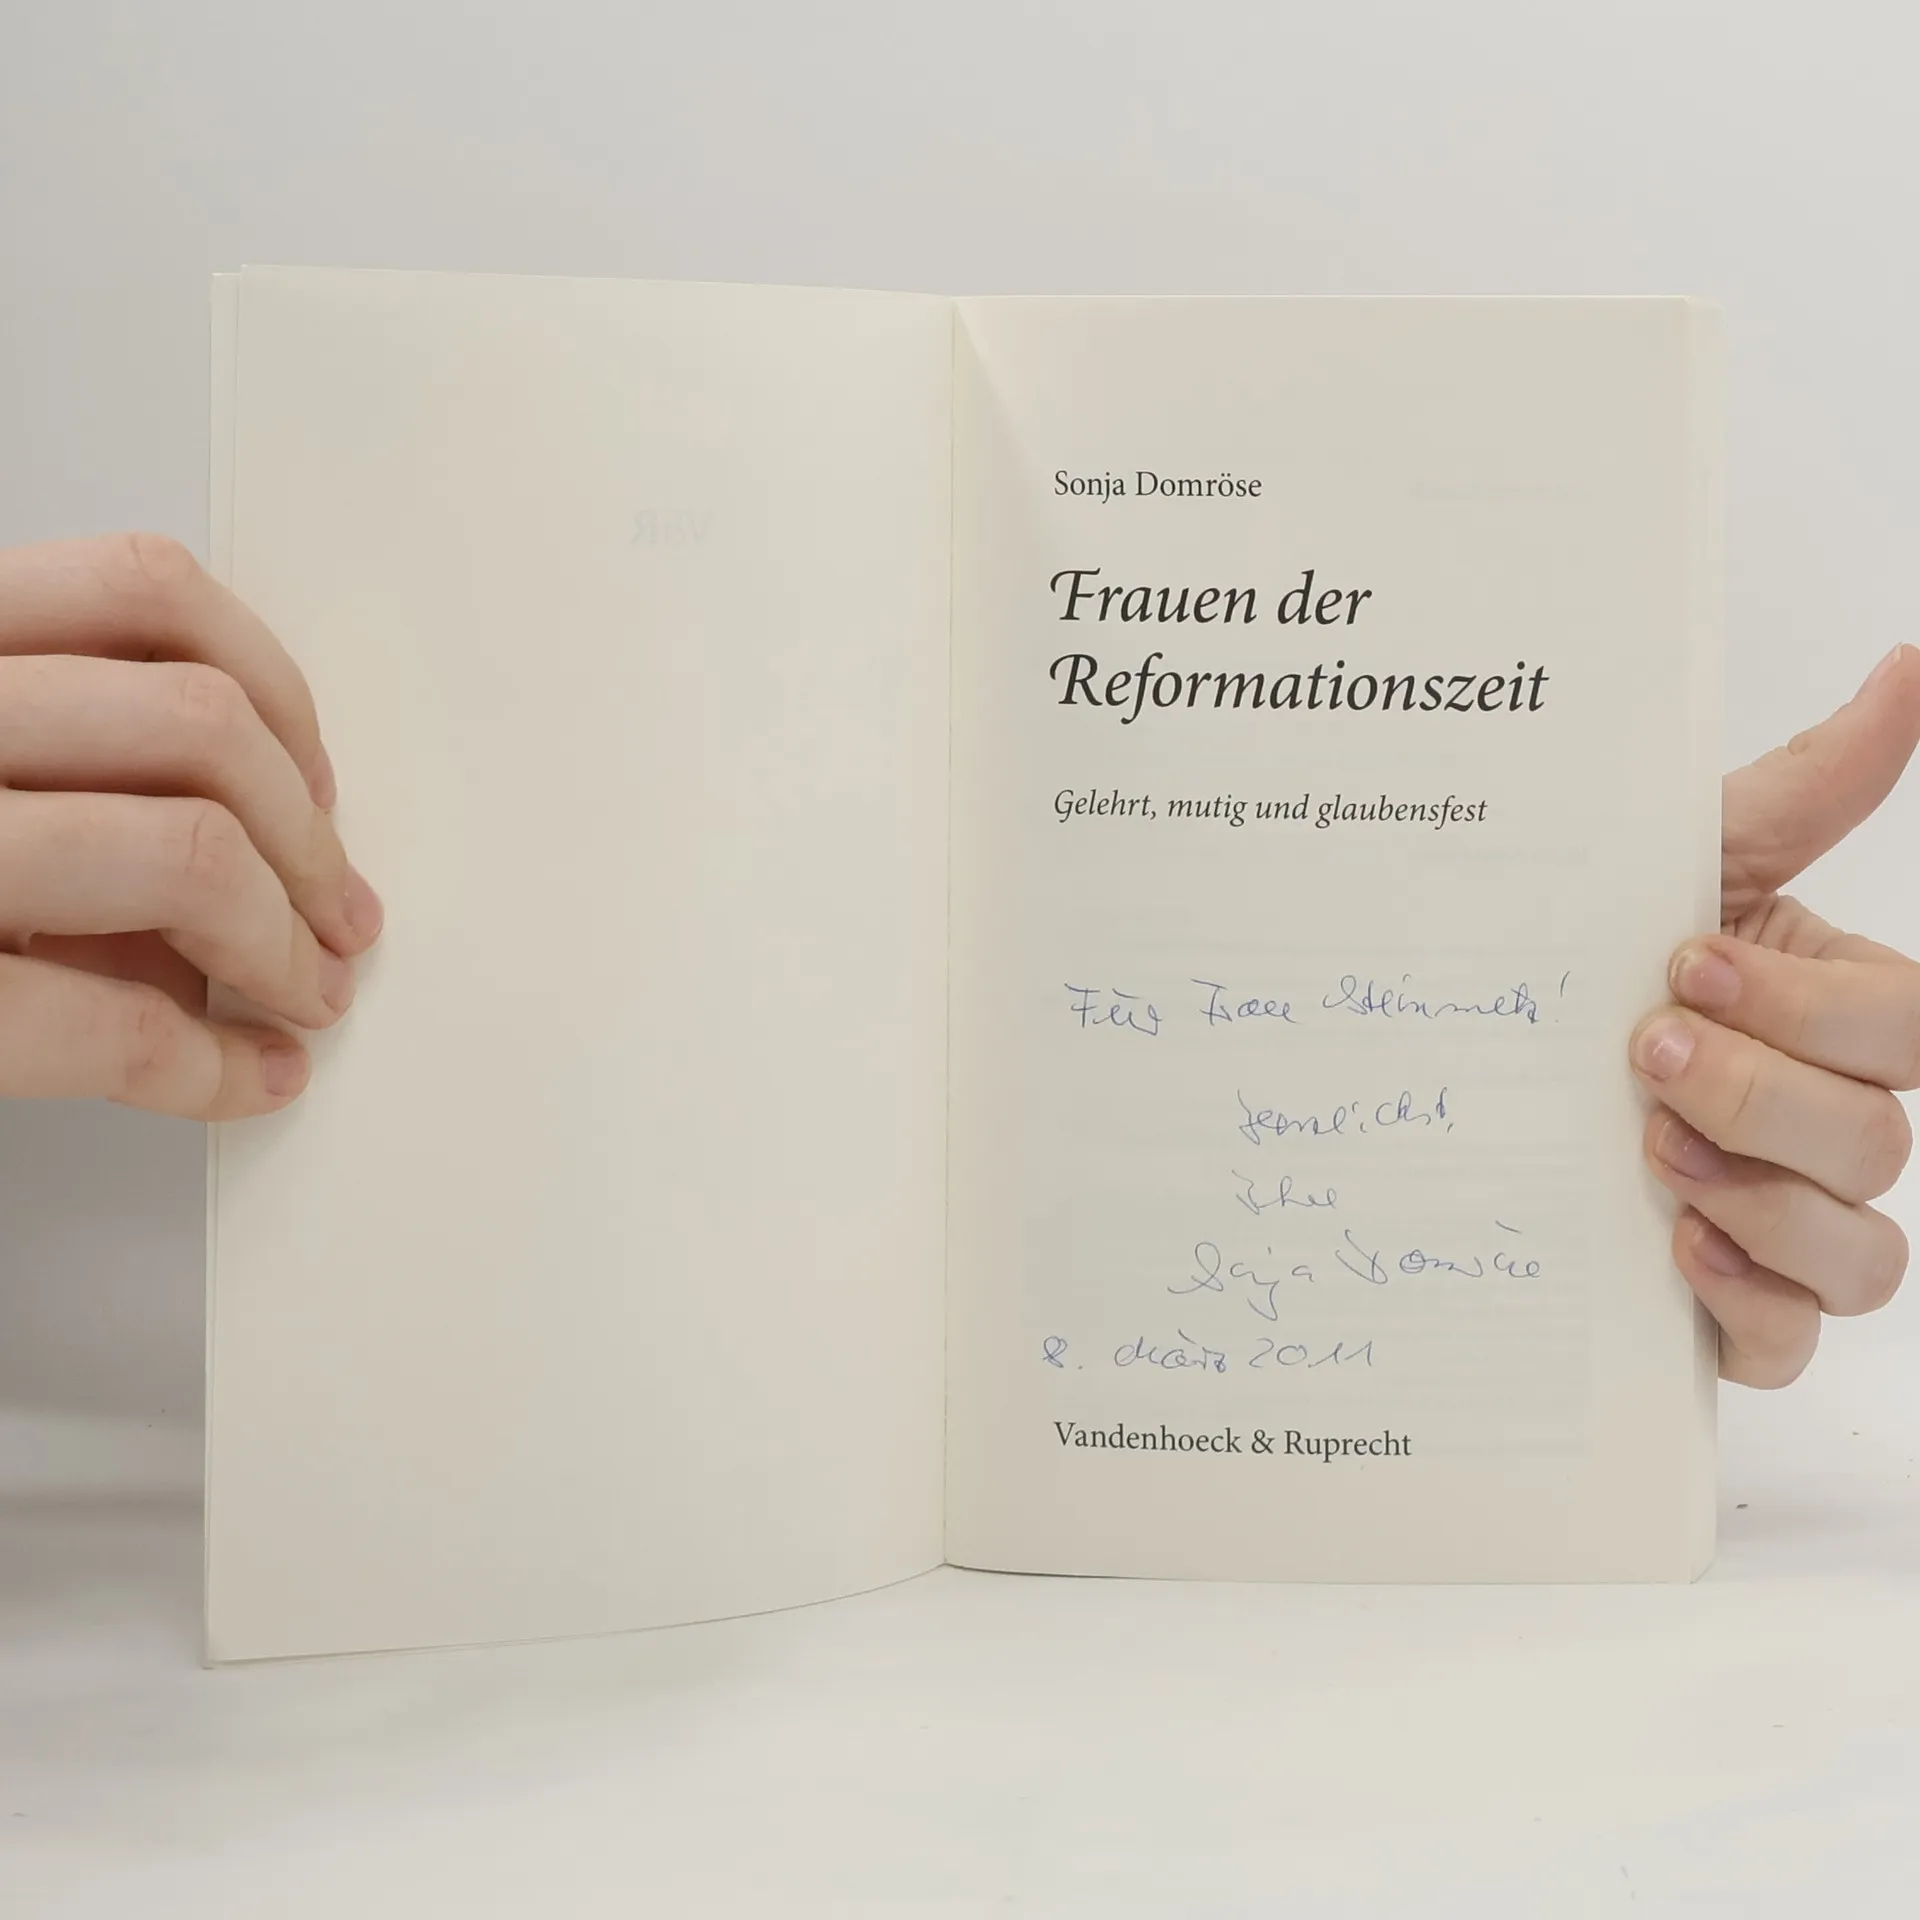 Sonja Domröse
Frauen der
Reformationszeit
Gelehrt, mutig und glaubensfest
Für Frau Steinmetz!
Herzlichst,
Ihre
Sonja Domröse
8. März 2011
Vandenhoeck & Ruprecht
V&R